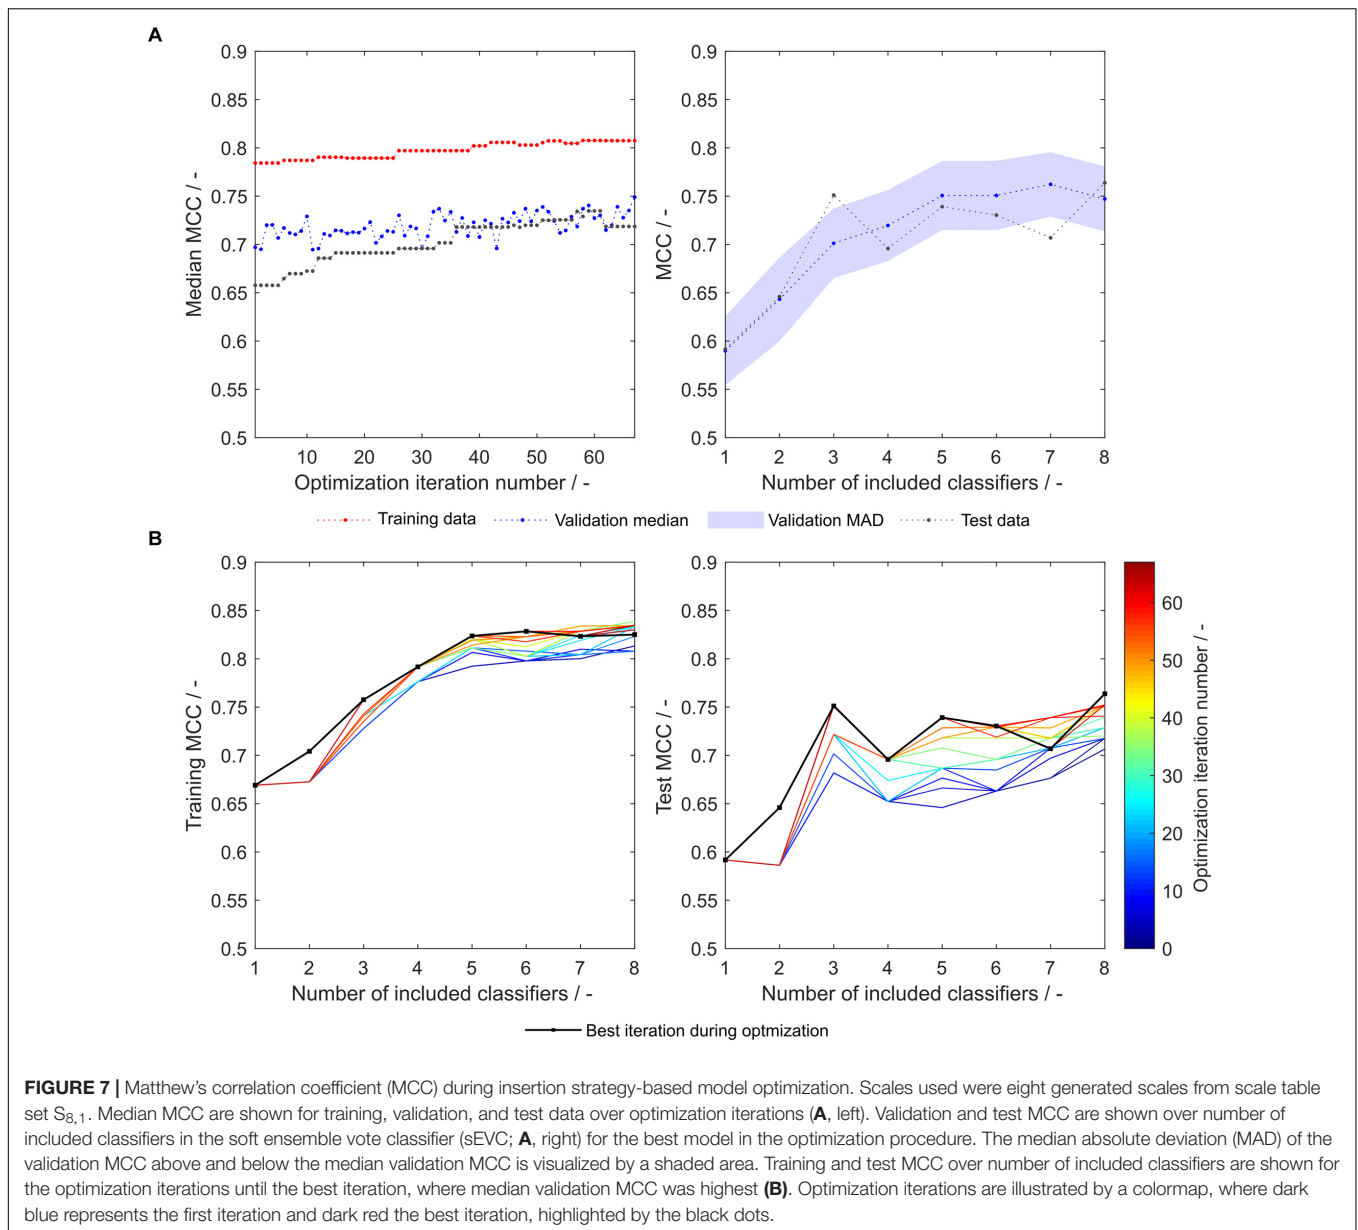 A
0.9
0.85
0.8
0.75
0.7
0.65
0.6
0.55
0.5
Median MCC / -
10 20 30 40 50 60
Optimization iteration number / -
0.9
0.85
0.8
0.75
0.7
0.65
0.6
0.55
0.5
MCC / -
1 2 3 4 5 6 7 8
Number of included classifiers / -
Training data Validation median Validation MAD Test data
B
0.9
0.85
0.8
0.75
0.7
0.65
0.6
0.55
0.5
Training MCC / -
1 2 3 4 5 6 7 8
Number of included classifiers / -
0.9
0.85
0.8
0.75
0.7
0.65
0.6
0.55
0.5
Test MCC / -
1 2 3 4 5 6 7 8
Number of included classifiers / -
60
50
40
30
20
10
0
Optimization iteration number / -
Best iteration during optmization
FIGURE 7 | Matthew's correlation coefficient (MCC) during insertion strategy-based model optimization. Scales used were eight generated scales from scale table
set S8,1. Median MCC are shown for training, validation, and test data over optimization iterations (A, left). Validation and test MCC are shown over number of
included classifiers in the soft ensemble vote classifier (sEVC; A, right) for the best model in the optimization procedure. The median absolute deviation (MAD) of the
validation MCC above and below the median validation MCC is visualized by a shaded area. Training and test MCC over number of included classifiers are shown for
the optimization iterations until the best iteration, where median validation MCC was highest (B). Optimization iterations are illustrated by a colormap, where dark
blue represents the first iteration and dark red the best iteration, highlighted by the black dots.